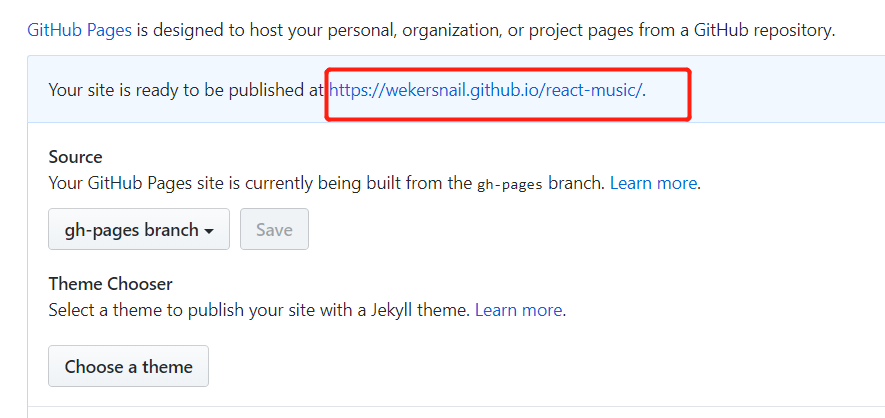 GitHub Pages is designed to host your personal, organization, or project pages from a GitHub repository.
Your site is ready to be published at https://wekersnail.github.io/react-music/.
Source
Your GitHub Pages site is currently being built from the gh-pages branch. Learn more.
gh-pages branch Save
Theme Chooser
Select a theme to publish your site with a Jekyll theme. Learn more.
Choose a theme